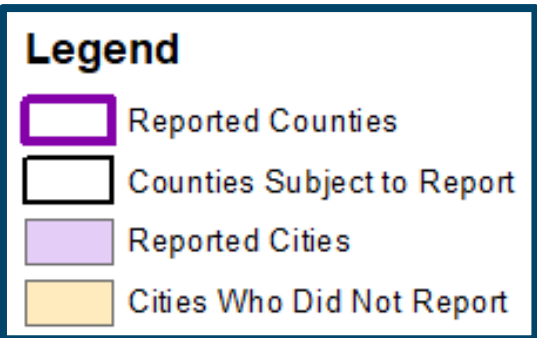 Legend
Reported Counties
Counties Subject to Report
Reported Cities
Cities Who Did Not Report